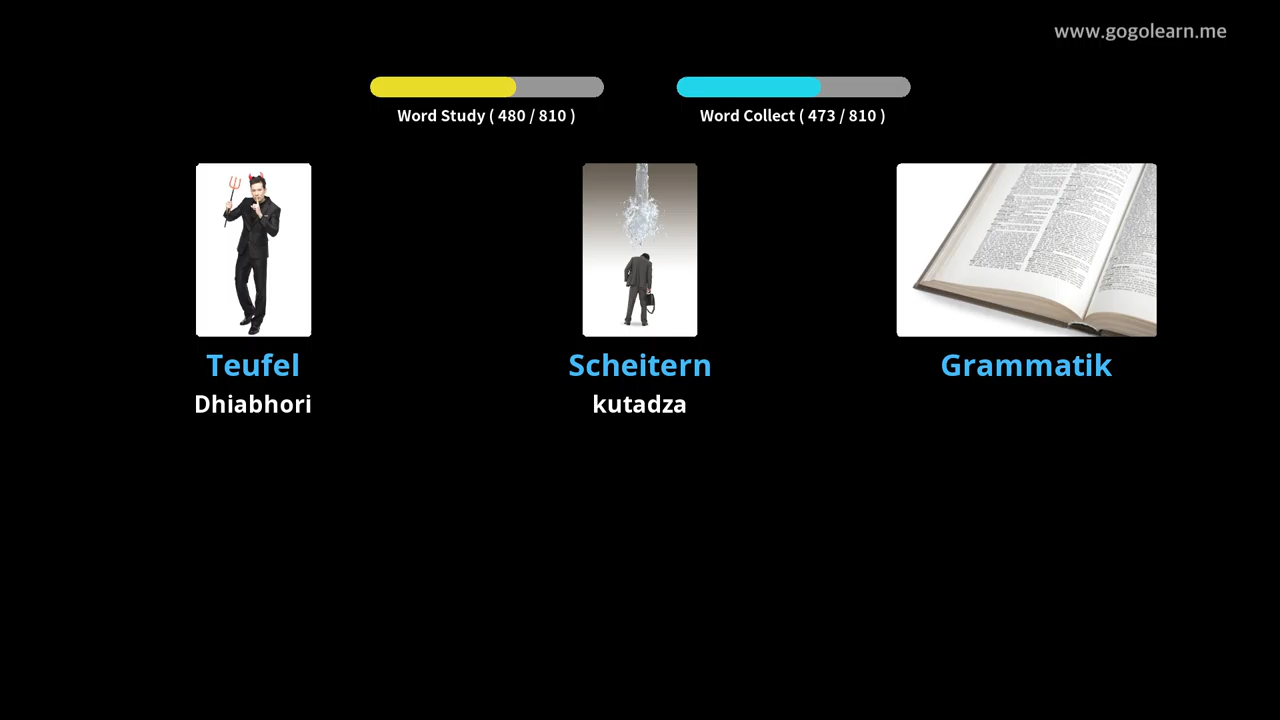 www.gogolearn.me
Word Study ( 480 / 810 )
Word Collect ( 473 / 810 )
Teufel
Dhiabhori
Scheitern
kutadza
Grammatik